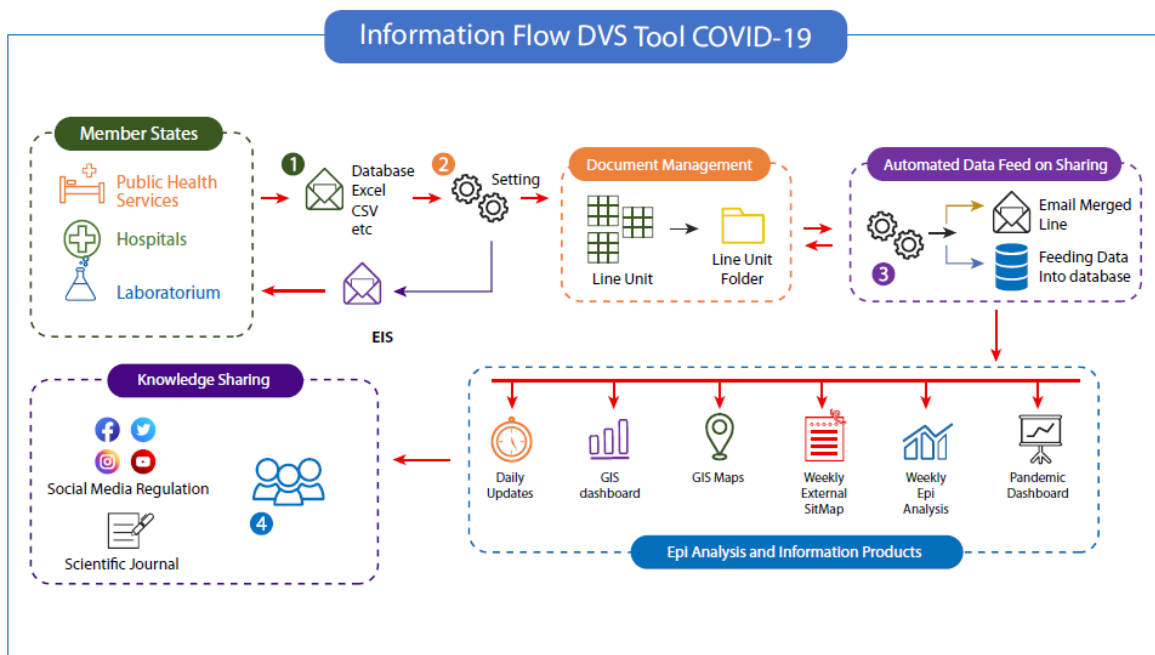 Information Flow DVS Tool COVID-19
Member States
Public Health
Services
Hospitals
Laboratorium
1
Database
Excel
CSV
etc
2
Setting
EIS
Document Management
Line Unit
Line Unit
Folder
Automated Data Feed on Sharing
3
Email Merged
Line
Feeding Data
Into database
Knowledge Sharing
Social Media Regulation
4
Scientific Journal
Daily
Updates
GIS
dashboard
GIS Maps
Weekly
External
SitMap
Weekly
Epi
Analysis
Pandemic
Dashboard
Epi Analysis and Information Products